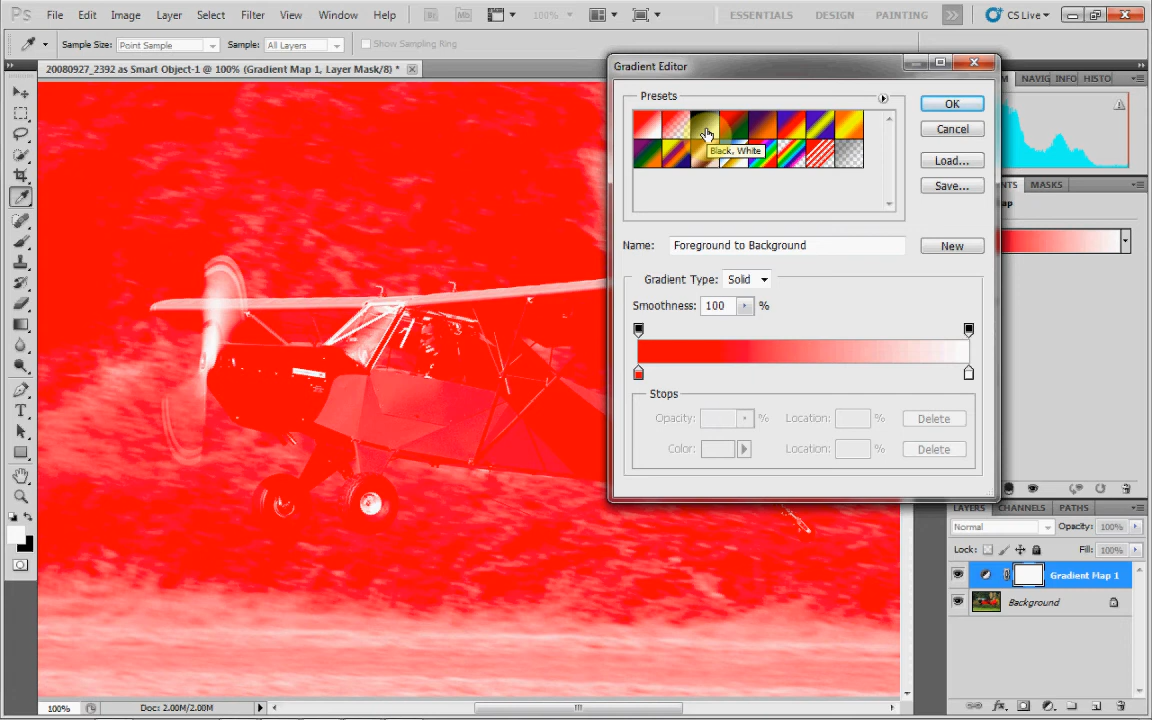 Ps File Edit Image Layer Select Filter View Window Help Br Mb 100% ESSENTIALS DESIGN PAINTING CS Live
Sample Size: Point Sample Sample: All Layers Show Sampling Ring
20080927_2392 as Smart Object-1 @ 100% (Gradient Map 1, Layer Mask/8) *
Gradient Editor
NAVIG INFO HISTO
Presets
OK
Cancel
Black, White
Load...
Save...
MASKS
Name: Foreground to Background New
Gradient Type: Solid
Smoothness: 100 %
Stops
Opacity: % Location: % Delete
Color: Location: % Delete
LAYERS CHANNELS PATHS
Normal Opacity: 100%
Lock: Fill: 100%
Gradient Map 1
Background
100% Doc: 2.00M/2.00M